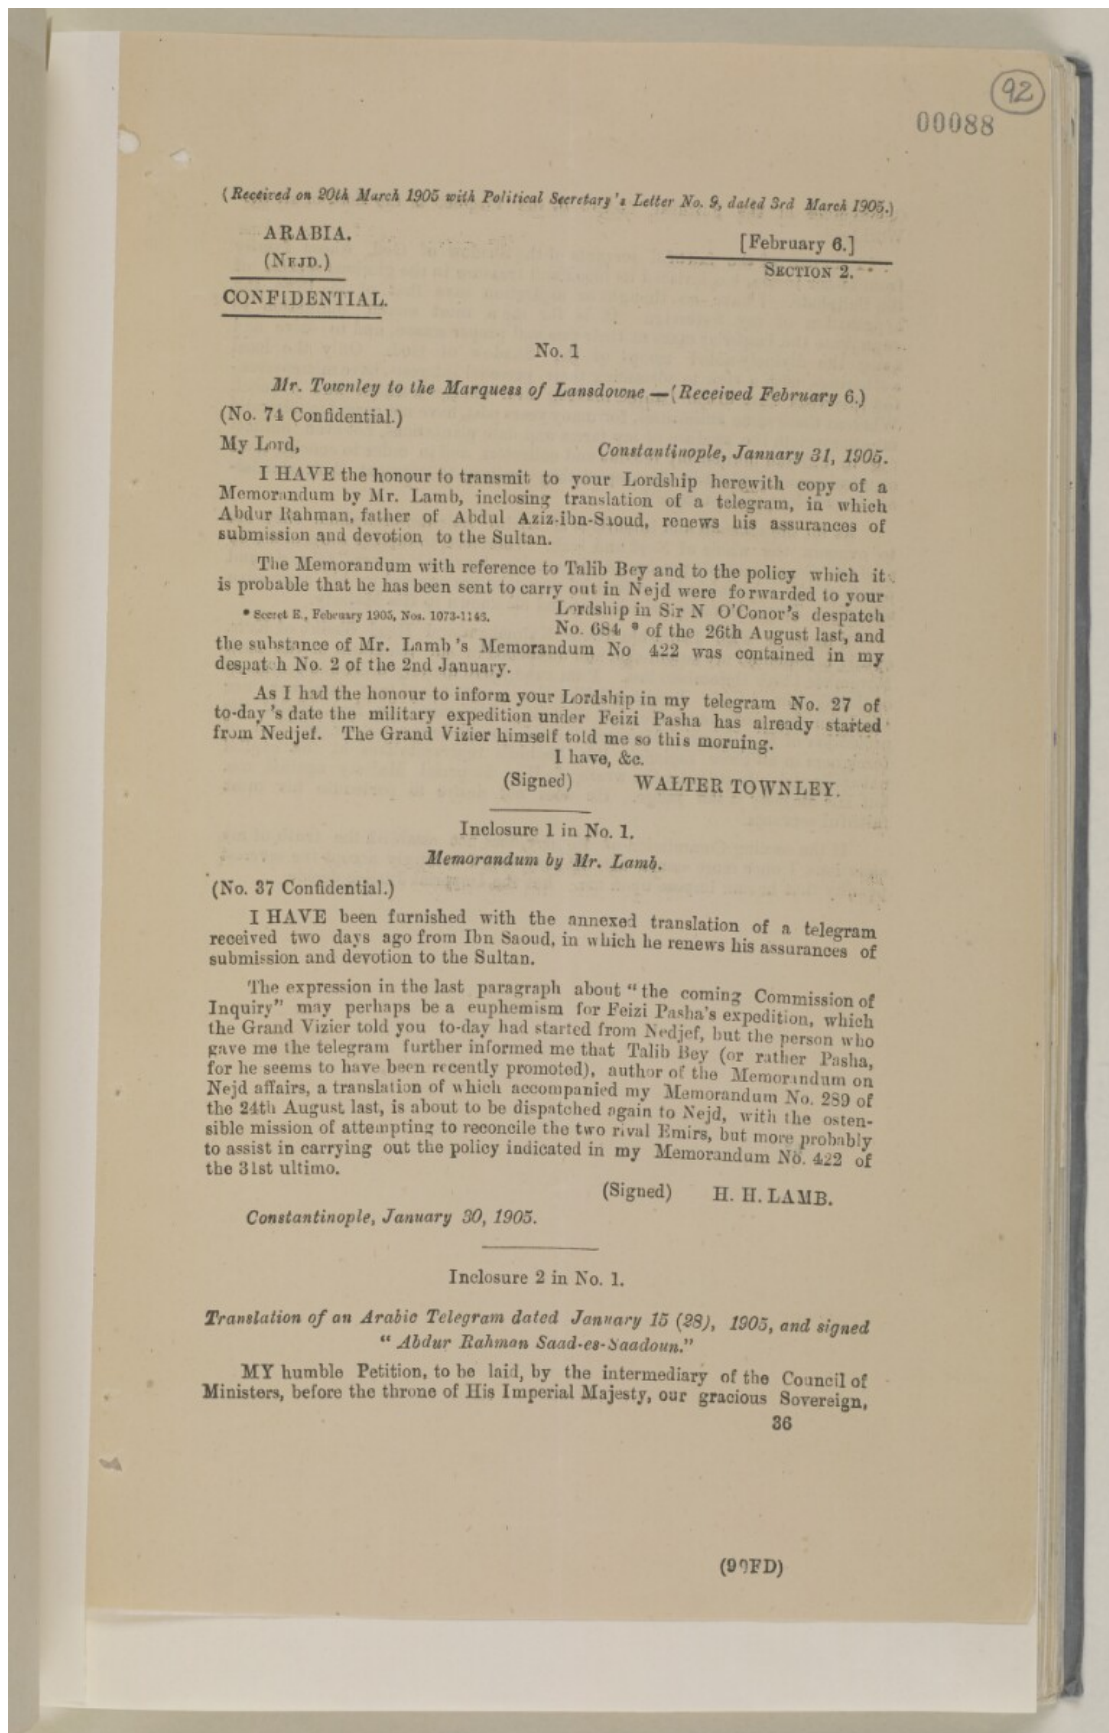 92
00088
(Received on 20th March 1905 with Political Secretary's Letter No. 9, dated 3rd March 1905.)
ARABIA.
[February 6.]
(NEJD.)
SECTION 2.
CONFIDENTIAL.
No. 1
Mr. Townley to the Marquess of Lansdowne.—(Received February 6.)
(No. 74 Confidential.)
My Lord,
Constantinople, January 31, 1905.
I HAVE the honour to transmit to your Lordship herewith copy of a
Memorandum by Mr. Lamb, inclosing translation of a telegram, in which
Abdur Rahman, father of Abdul Aziz-ibn-Saoud, renews his assurances of
submission and devotion to the Sultan.
The Memorandum with reference to Talib Bey and to the policy which it
is probable that he has been sent to carry out in Nejd were forwarded to your
* Secret E., February 1905, Nos. 1073-1143.
Lordship in Sir N O'Conor's despatch
No. 684 * of the 26th August last, and
the substance of Mr. Lamb's Memorandum No 422 was contained in my
despatch No. 2 of the 2nd January.
As I had the honour to inform your Lordship in my telegram No. 27 of
to-day's date the military expedition under Feizi Pasha has already started
from Nedjef. The Grand Vizier himself told me so this morning.
I have, &c.
(Signed) WALTER TOWNLEY.
Inclosure 1 in No. 1.
Memorandum by Mr. Lamb.
(No. 37 Confidential.)
I HAVE been furnished with the annexed translation of a telegram
received two days ago from Ibn Saoud, in which he renews his assurances of
submission and devotion to the Sultan.
The expression in the last paragraph about "the coming Commission of
Inquiry" may perhaps be a euphemism for Feizi Pasha's expedition, which
the Grand Vizier told you to-day had started from Nedjef, but the person who
gave me the telegram further informed me that Talib Bey (or rather Pasha,
for he seems to have been recently promoted), author of the Memorandum on
Nejd affairs, a translation of which accompanied my Memorandum No. 289 of
the 24th August last, is about to be dispatched again to Nejd, with the osten-
sible mission of attempting to reconcile the two rival Emirs, but more probably
to assist in carrying out the policy indicated in my Memorandum No. 422 of
the 31st ultimo.
(Signed) H. H. LAMB.
Constantinople, January 30, 1905.
Inclosure 2 in No. 1.
Translation of an Arabic Telegram dated January 15 (28), 1905, and signed
"Abdur Rahman Saad-es-Saadoun."
MY humble Petition, to be laid, by the intermediary of the Council of
Ministers, before the throne of His Imperial Majesty, our gracious Sovereign,
36
(99FD)